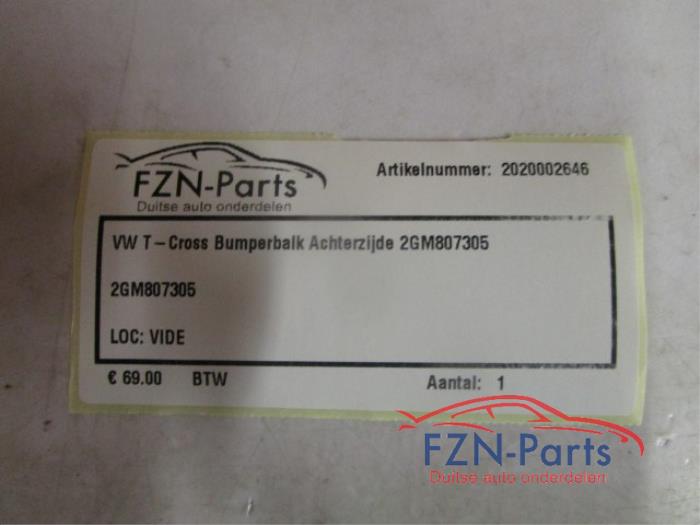 FZN-Parts
Duitse auto onderdelen
Artikelnummer: 2020002646
VW T-Cross Bumperbalk Achterzijde 2GM807305
2GM807305
LOC: VIDE
€ 69.00 BTW
Aantal: 1
FZN-Parts
Duitse auto onderdelen